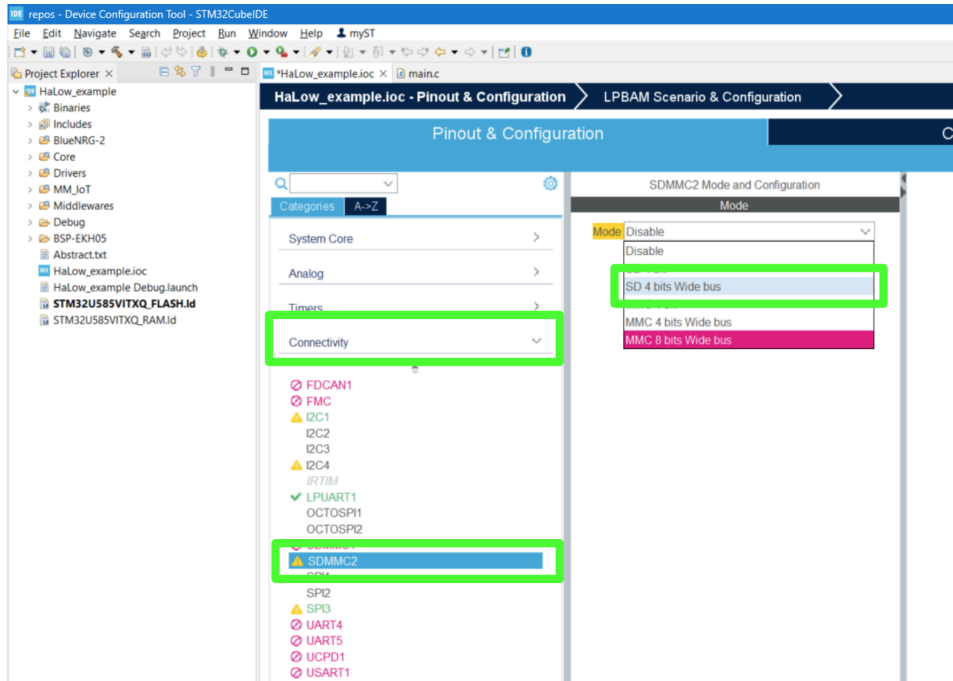 IDE repos - Device Configuration Tool - STM32CubeIDE
File Edit Navigate Search Project Run Window Help myST
Project Explorer
*HaLow_example.ioc main.c
HaLow_example
Binaries
Includes
BlueNRG-2
Core
Drivers
MM_IoT
Middlewares
Debug
BSP-EKH05
Abstract.txt
HaLow_example.ioc
HaLow_example Debug.launch
STM32U585VITXQ_FLASH.ld
STM32U585VITXQ_RAM.ld
HaLow_example.ioc - Pinout & Configuration
LPBAM Scenario & Configuration
Pinout & Configuration
C
Categories A->Z
System Core
Analog
Timers
Connectivity
FDCAN1
FMC
I2C1
I2C2
I2C3
I2C4
IRTIM
LPUART1
OCTOSPI1
OCTOSPI2
SDMMC1
SDMMC2
SPI1
SPI2
SPI3
UART4
UART5
UCPD1
USART1
SDMMC2 Mode and Configuration
Mode
Mode Disable
Disable
SD 4 bits Wide bus
MMC 4 bits Wide bus
MMC 8 bits Wide bus